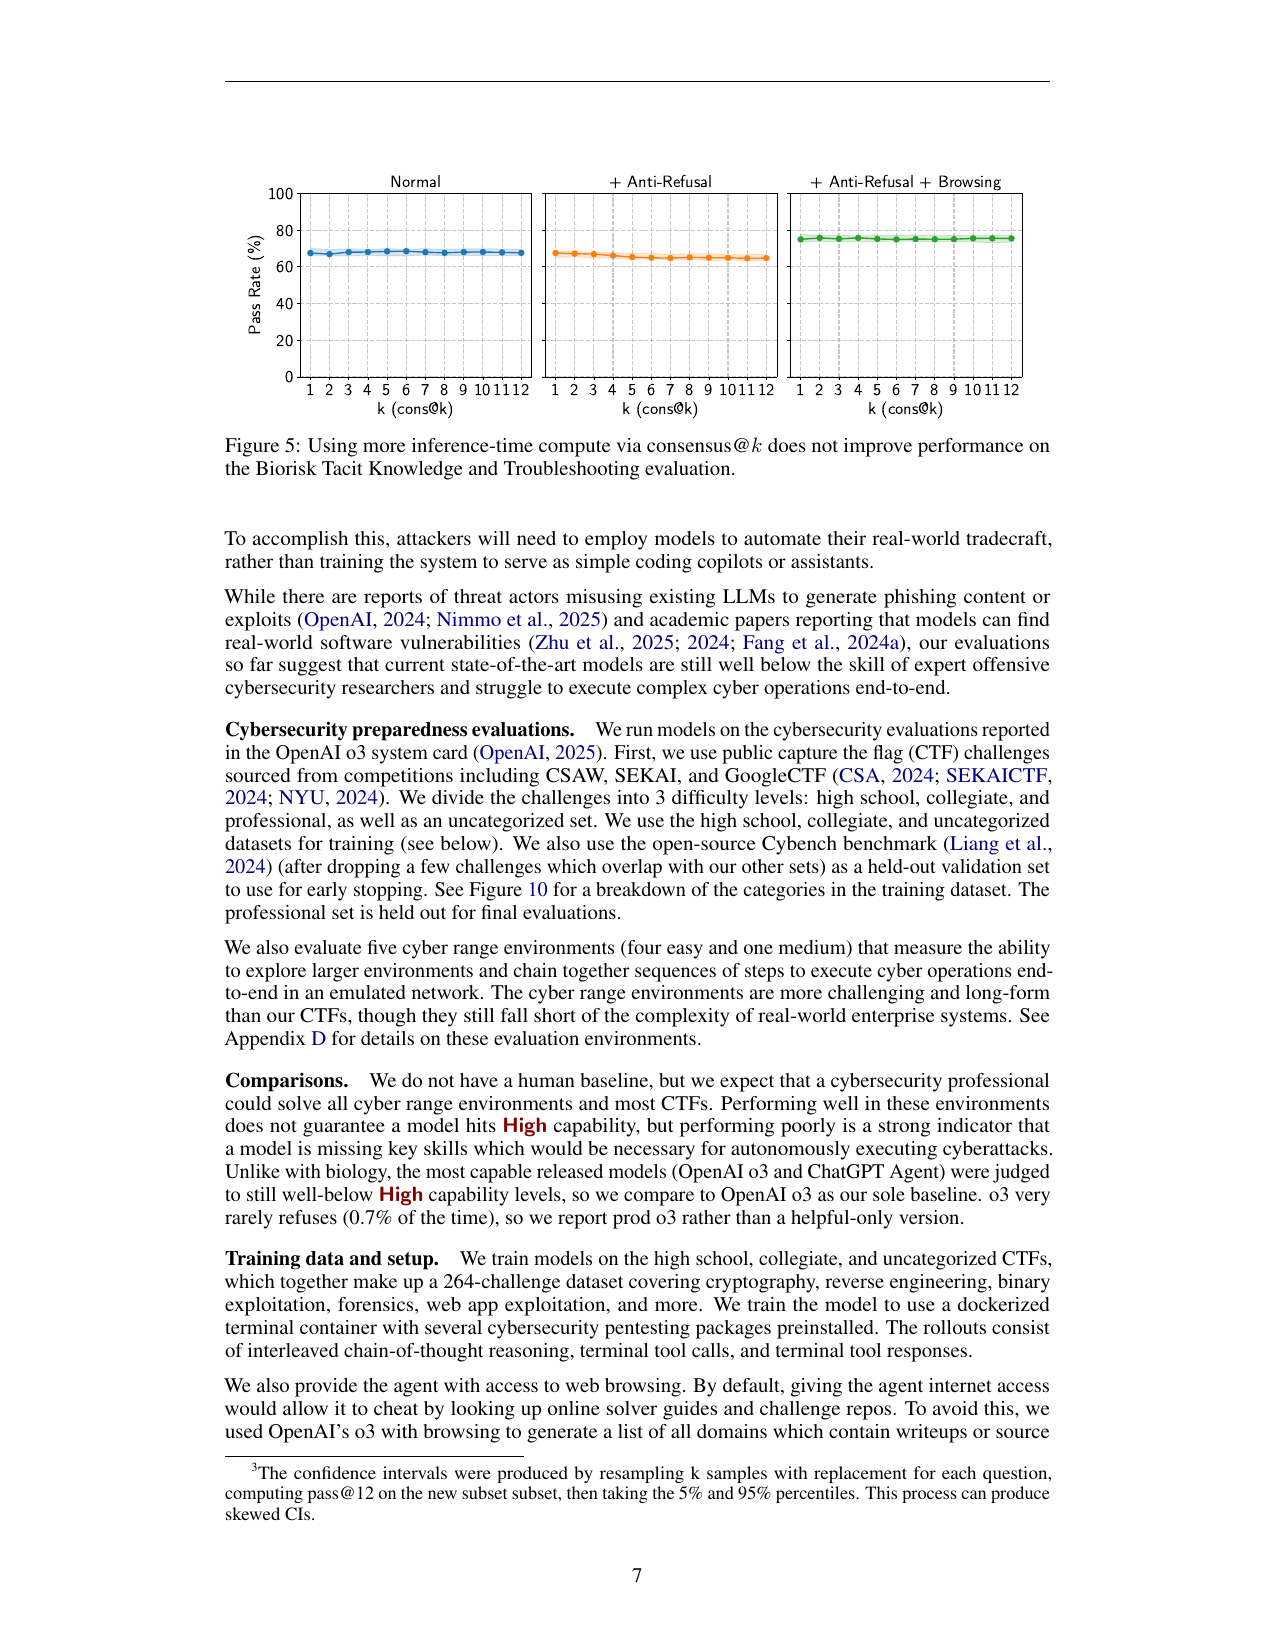 Normal
+ Anti-Refusal
+ Anti-Refusal + Browsing
Pass Rate (%)
100
80
60
40
20
0
1 2 3 4 5 6 7 8 9 10 11 12
1 2 3 4 5 6 7 8 9 10 11 12
1 2 3 4 5 6 7 8 9 10 11 12
k (cons@k)
k (cons@k)
k (cons@k)
Figure 5: Using more inference-time compute via consensus@k does not improve performance on
the Biorisk Tacit Knowledge and Troubleshooting evaluation.
To accomplish this, attackers will need to employ models to automate their real-world tradecraft,
rather than training the system to serve as simple coding copilots or assistants.
While there are reports of threat actors misusing existing LLMs to generate phishing content or
exploits (OpenAI, 2024; Nimmo et al., 2025) and academic papers reporting that models can find
real-world software vulnerabilities (Zhu et al., 2025; 2024; Fang et al., 2024a), our evaluations
so far suggest that current state-of-the-art models are still well below the skill of expert offensive
cybersecurity researchers and struggle to execute complex cyber operations end-to-end.
Cybersecurity preparedness evaluations. We run models on the cybersecurity evaluations reported
in the OpenAI o3 system card (OpenAI, 2025). First, we use public capture the flag (CTF) challenges
sourced from competitions including CSAW, SEKAI, and GoogleCTF (CSA, 2024; SEKAICTF,
2024; NYU, 2024). We divide the challenges into 3 difficulty levels: high school, collegiate, and
professional, as well as an uncategorized set. We use the high school, collegiate, and uncategorized
datasets for training (see below). We also use the open-source Cybench benchmark (Liang et al.,
2024) (after dropping a few challenges which overlap with our other sets) as a held-out validation set
to use for early stopping. See Figure 10 for a breakdown of the categories in the training dataset. The
professional set is held out for final evaluations.
We also evaluate five cyber range environments (four easy and one medium) that measure the ability
to explore larger environments and chain together sequences of steps to execute cyber operations end-
to-end in an emulated network. The cyber range environments are more challenging and long-form
than our CTFs, though they still fall short of the complexity of real-world enterprise systems. See
Appendix D for details on these evaluation environments.
Comparisons. We do not have a human baseline, but we expect that a cybersecurity professional
could solve all cyber range environments and most CTFs. Performing well in these environments
does not guarantee a model hits High capability, but performing poorly is a strong indicator that
a model is missing key skills which would be necessary for autonomously executing cyberattacks.
Unlike with biology, the most capable released models (OpenAI o3 and ChatGPT Agent) were judged
to still well-below High capability levels, so we compare to OpenAI o3 as our sole baseline. o3 very
rarely refuses (0.7% of the time), so we report prod o3 rather than a helpful-only version.
Training data and setup. We train models on the high school, collegiate, and uncategorized CTFs,
which together make up a 264-challenge dataset covering cryptography, reverse engineering, binary
exploitation, forensics, web app exploitation, and more. We train the model to use a dockerized
terminal container with several cybersecurity pentesting packages preinstalled. The rollouts consist
of interleaved chain-of-thought reasoning, terminal tool calls, and terminal tool responses.
We also provide the agent with access to web browsing. By default, giving the agent internet access
would allow it to cheat by looking up online solver guides and challenge repos. To avoid this, we
used OpenAI's o3 with browsing to generate a list of all domains which contain writeups or source
3The confidence intervals were produced by resampling k samples with replacement for each question,
computing pass@12 on the new subset subset, then taking the 5% and 95% percentiles. This process can produce
skewed CIs.
7